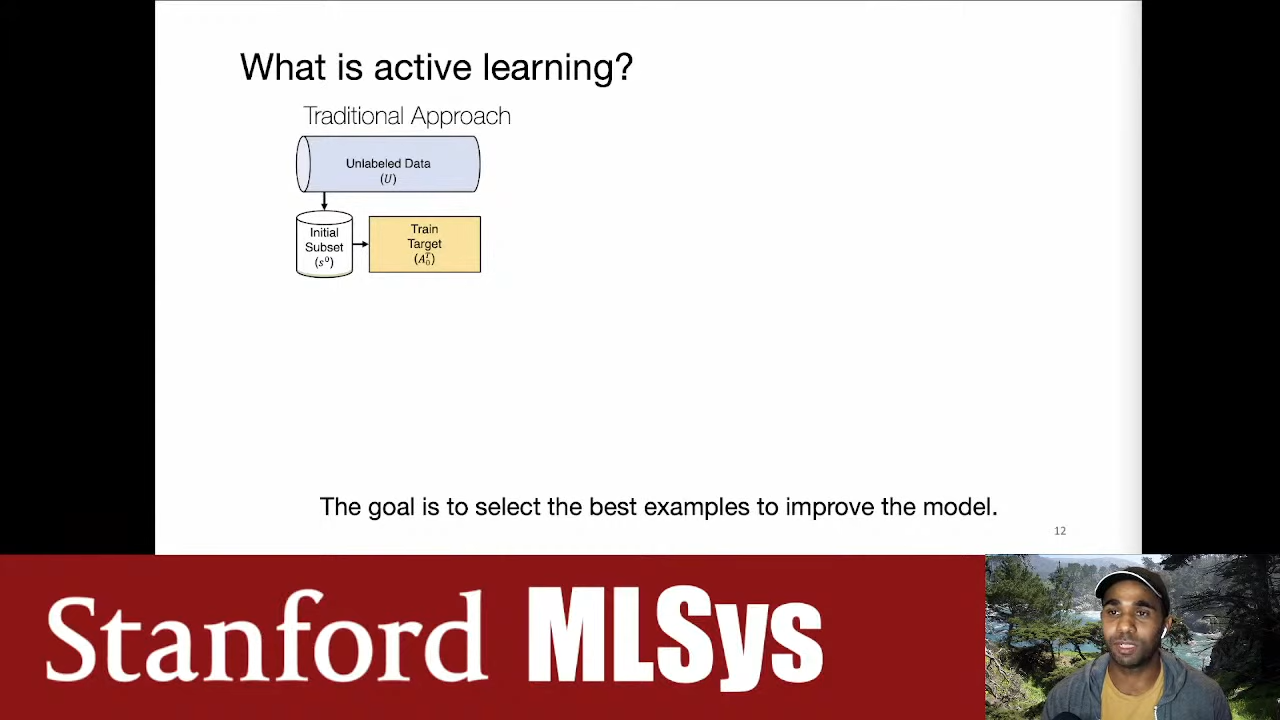 What is active learning?
Traditional Approach
Unlabeled Data
(U)
Initial
Subset
(s⁰)
Train
Target
(A₀ᵀ)
The goal is to select the best examples to improve the model.
12
Stanford MLSys